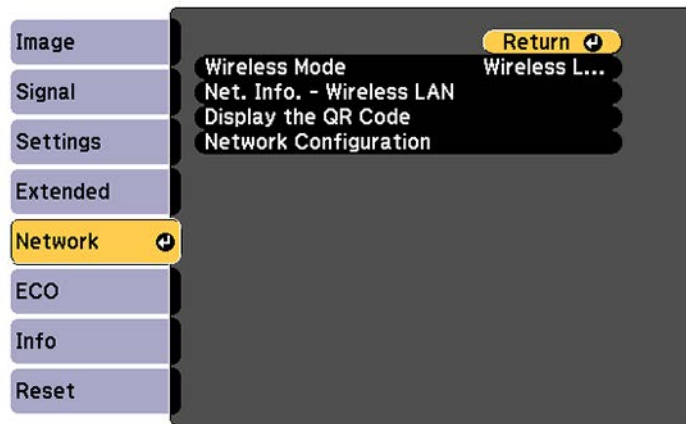 Image
Signal
Settings
Extended
Network
ECO
Info
Reset
Return
Wireless Mode Wireless L...
Net. Info. - Wireless LAN
Display the QR Code
Network Configuration